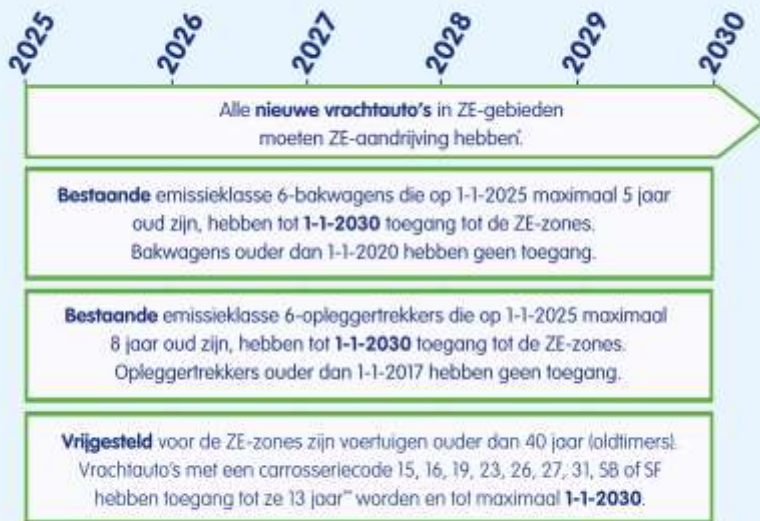 2025 2026 2027 2028 2029 2030
Alle nieuwe vrachtauto's in ZE-gebieden
moeten ZE-aandrijving hebben*.
Bestaande emissieklasse 6-bakwagens die op 1-1-2025 maximaal 5 jaar
oud zijn, hebben tot 1-1-2030 toegang tot de ZE-zones.
Bakwagens ouder dan 1-1-2020 hebben geen toegang.
Bestaande emissieklasse 6-opleggertrekkers die op 1-1-2025 maximaal
8 jaar oud zijn, hebben tot 1-1-2030 toegang tot de ZE-zones.
Opleggertrekkers ouder dan 1-1-2017 hebben geen toegang.
Vrijgesteld voor de ZE-zones zijn voertuigen ouder dan 40 jaar (oldtimers).
Vrachtauto's met een carrosseriecode 15, 16, 19, 23, 26, 27, 31, SB of SF
hebben toegang tot ze 13 jaar** worden en tot maximaal 1-1-2030.